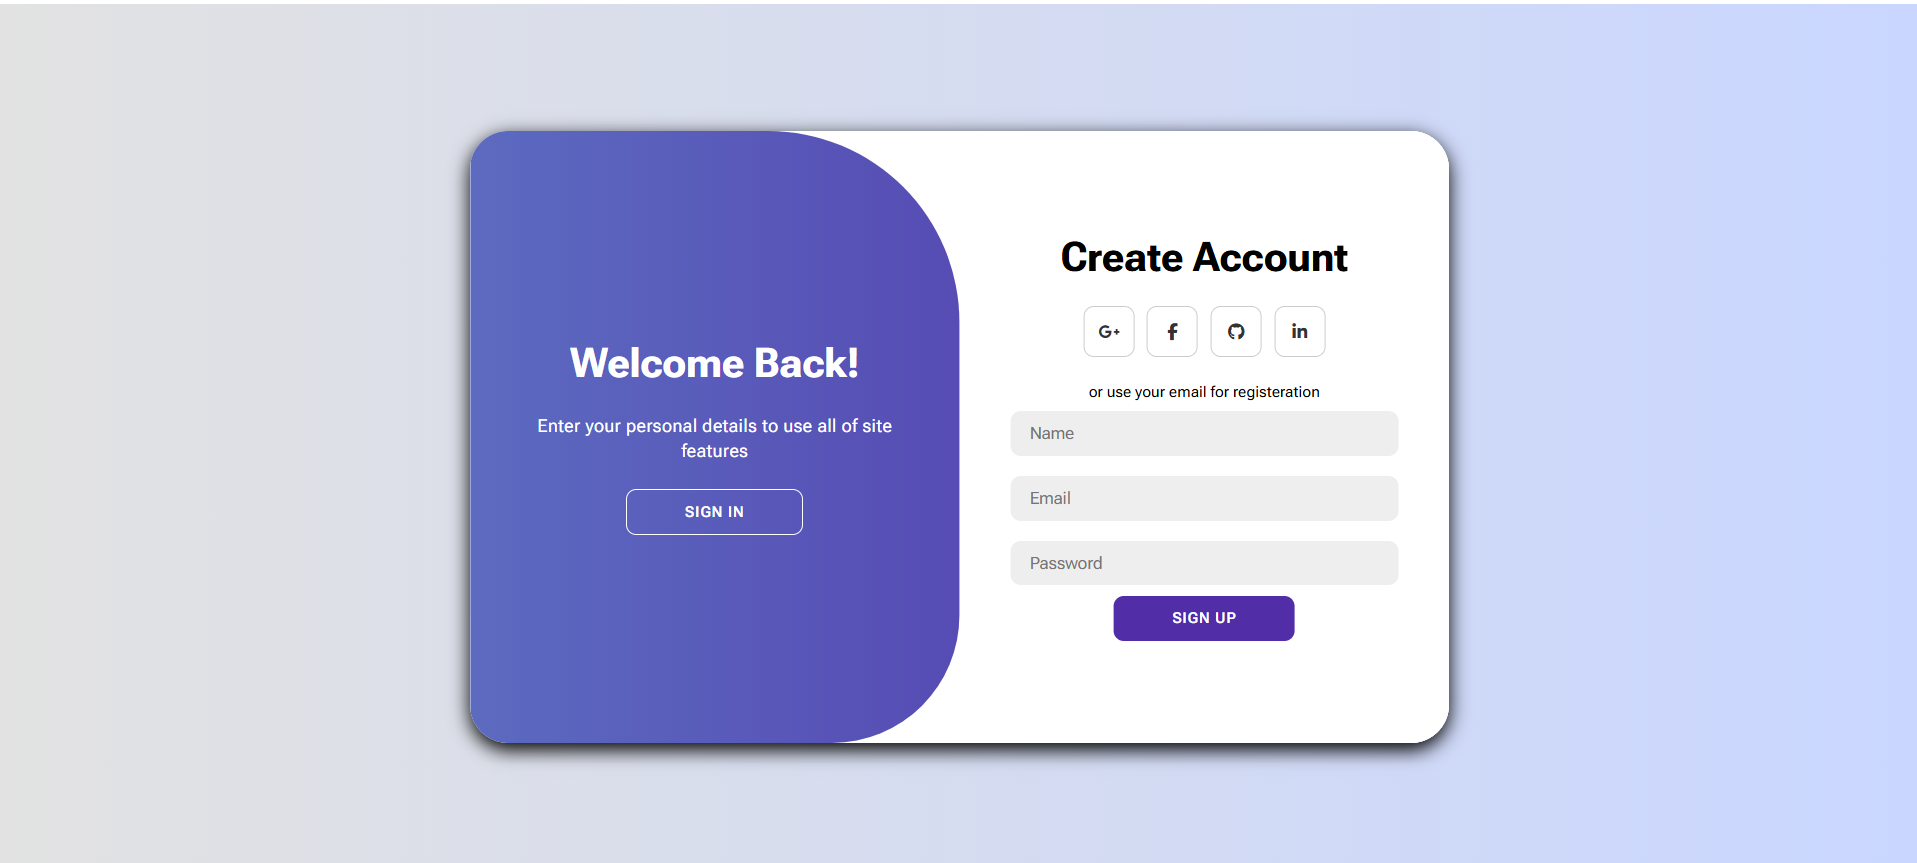 Welcome Back!
Enter your personal details to use all of site
features
SIGN IN
Create Account
G+
f
in
or use your email for registeration
Name
Email
Password
SIGN UP